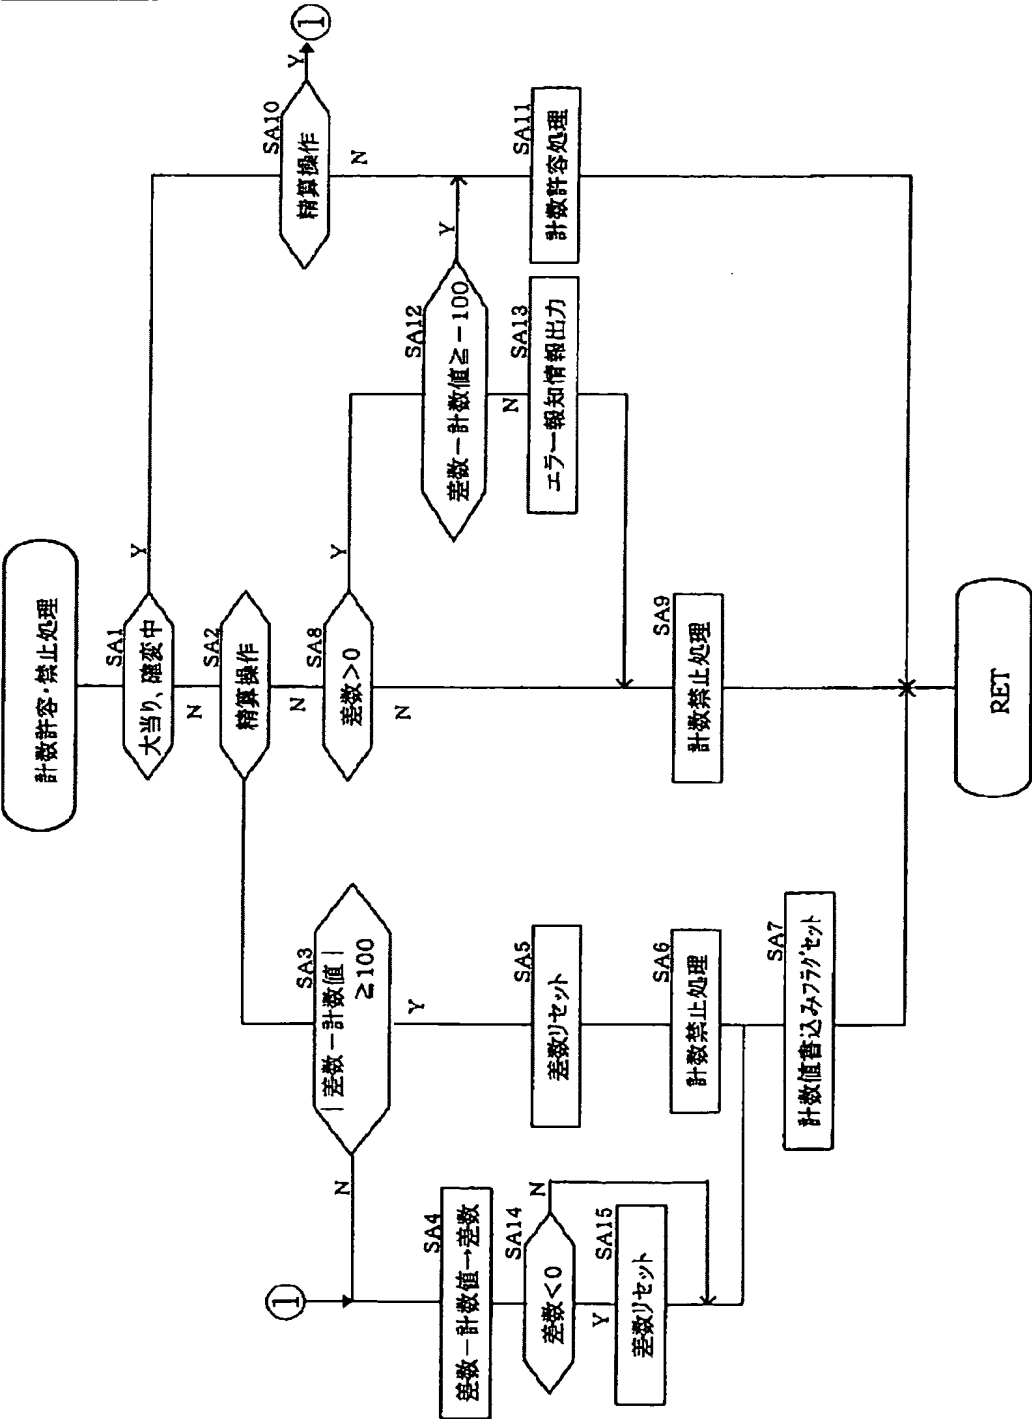 計数許容・禁止処理
SA1
大当り、確変中
Y
N
SA2
精算操作
N
SA8
差数>0
Y
N
SA9
計数禁止処理
SA10
精算操作
Y
①
N
SA12
差数－計数値≧－100
Y
N
SA11
計数許容処理
SA13
エラー報知情報出力
SA3
|差数－計数値|
≧100
N
Y
SA5
差数リセット
SA6
計数禁止処理
SA7
計数値書込みフラグセット
①
SA4
差数－計数値→差数
SA14
差数<0
N
Y
SA15
差数リセット
RET